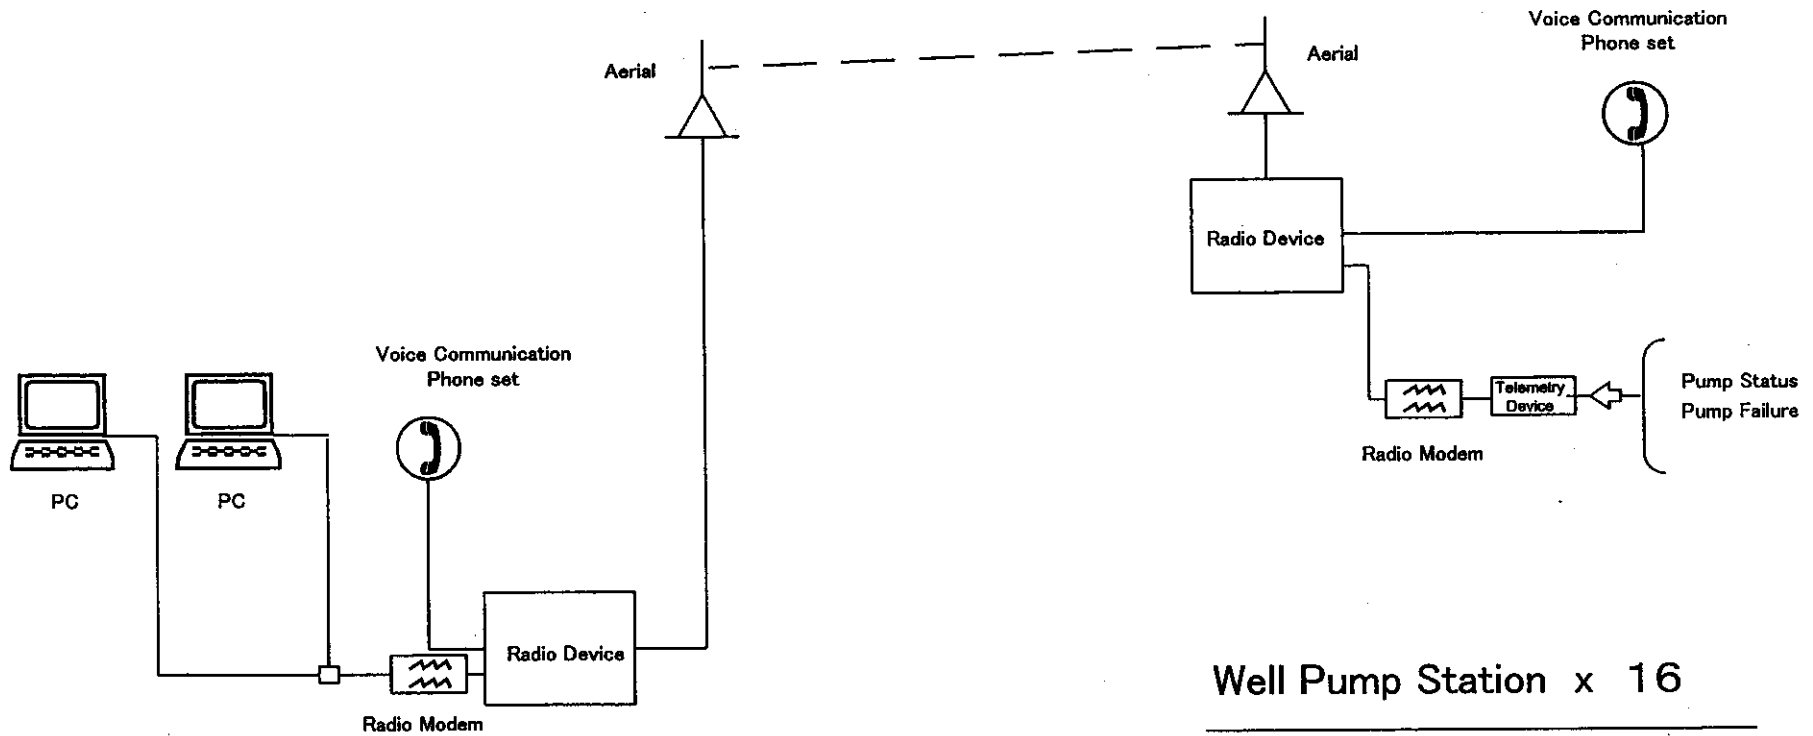 Voice Communication
Phone set
Aerial
Aerial
Radio Device
Voice Communication
Phone set
Pump Status
Pump Failure
Telemetry
Device
Radio Modem
PC
PC
Radio Device
Radio Modem
Well Pump Station x 16